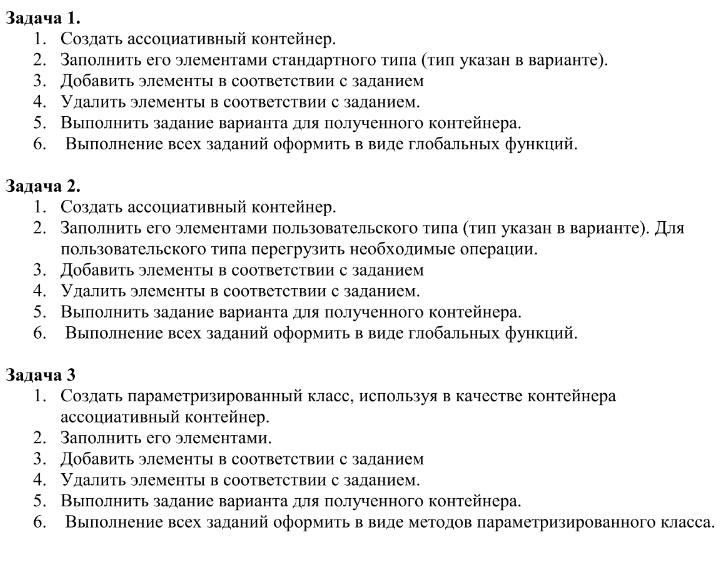 Задача 1.
1. Создать ассоциативный контейнер.
2. Заполнить его элементами стандартного типа (тип указан в варианте).
3. Добавить элементы в соответствии с заданием
4. Удалить элементы в соответствии с заданием.
5. Выполнить задание варианта для полученного контейнера.
6. Выполнение всех заданий оформить в виде глобальных функций.
Задача 2.
1. Создать ассоциативный контейнер.
2. Заполнить его элементами пользовательского типа (тип указан в варианте). Для
пользовательского типа перегрузить необходимые операции.
3. Добавить элементы в соответствии с заданием
4. Удалить элементы в соответствии с заданием.
5. Выполнить задание варианта для полученного контейнера.
6. Выполнение всех заданий оформить в виде глобальных функций.
Задача 3
1. Создать параметризированный класс, используя в качестве контейнера
ассоциативный контейнер.
2. Заполнить его элементами.
3. Добавить элементы в соответствии с заданием
4. Удалить элементы в соответствии с заданием.
5. Выполнить задание варианта для полученного контейнера.
6. Выполнение всех заданий оформить в виде методов параметризированного класса.